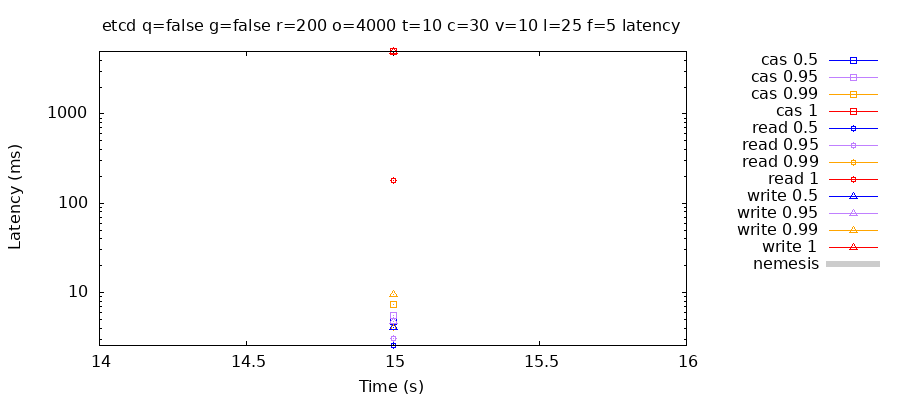 etcd q=false g=false r=200 o=4000 t=10 c=30 v=10 l=25 f=5 latency
Latency (ms)
1000
100
10
14
14.5
15
15.5
16
Time (s)
cas 0.5
cas 0.95
cas 0.99
cas 1
read 0.5
read 0.95
read 0.99
read 1
write 0.5
write 0.95
write 0.99
write 1
nemesis